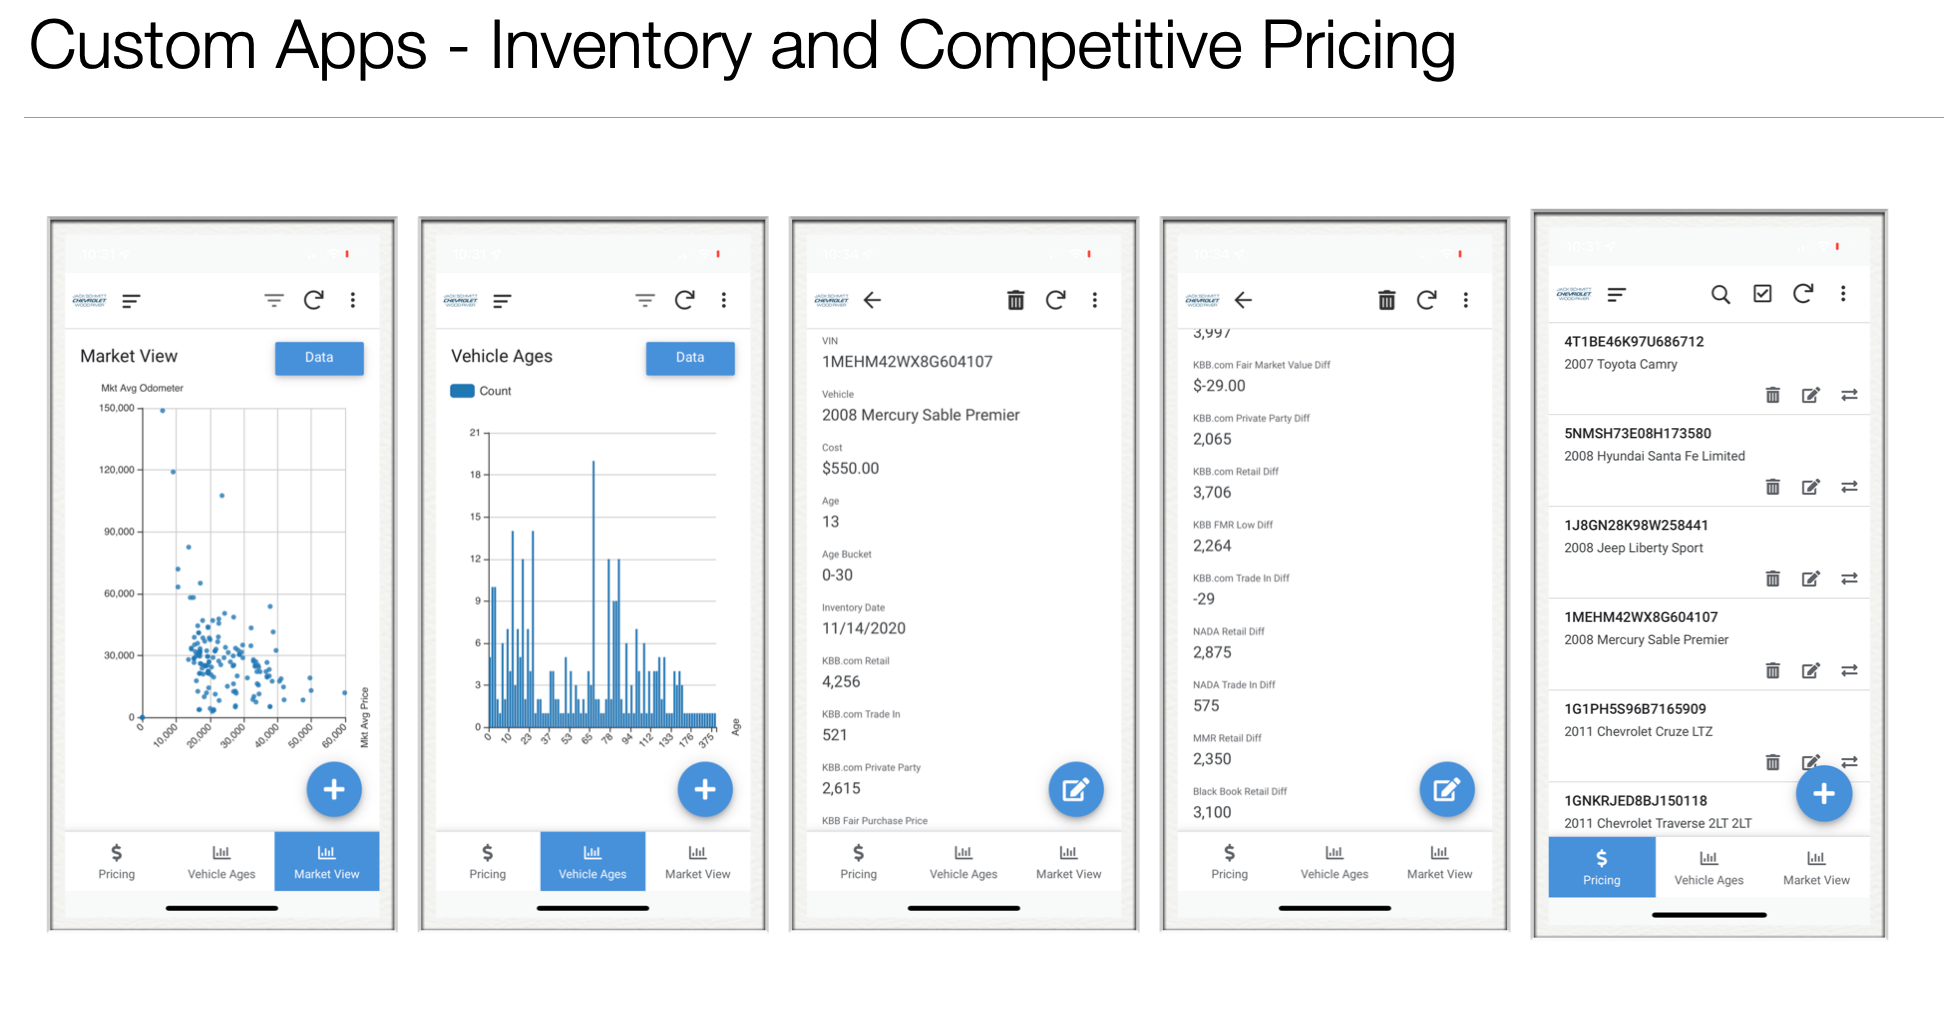 Custom Apps - Inventory and Competitive Pricing
Market View
Data
Mkt Avg Odometer
150,000
120,000
90,000
60,000
30,000
0
0
10,000
20,000
30,000
40,000
50,000
60,000
Mkt Avg Price
Pricing
Vehicle Ages
Market View
Vehicle Ages
Data
Count
21
18
15
12
9
6
3
0
0
10
23
37
53
65
78
94
112
133
176
375
Age
Pricing
Vehicle Ages
Market View
VIN
1MEHM42WX8G604107
Vehicle
2008 Mercury Sable Premier
Cost
$550.00
Age
13
Age Bucket
0-30
Inventory Date
11/14/2020
KBB.com Retail
4,256
KBB.com Trade In
521
KBB.com Private Party
2,615
KBB Fair Purchase Price
Pricing
Vehicle Ages
Market View
3,997
KBB.com Fair Market Value Diff
$-29.00
KBB.com Private Party Diff
2,065
KBB.com Retail Diff
3,706
KBB FMR Low Diff
2,264
KBB.com Trade In Diff
-29
NADA Retail Diff
2,875
NADA Trade In Diff
575
MMR Retail Diff
2,350
Black Book Retail Diff
3,100
Pricing
Vehicle Ages
Market View
4T1BE46K97U686712
2007 Toyota Camry
5NMSH73E08H173580
2008 Hyundai Santa Fe Limited
1J8GN28K98W258441
2008 Jeep Liberty Sport
1MEHM42WX8G604107
2008 Mercury Sable Premier
1G1PH5S96B7165909
2011 Chevrolet Cruze LTZ
1GNKRJED8BJ150118
2011 Chevrolet Traverse 2LT 2LT
Pricing
Vehicle Ages
Market View